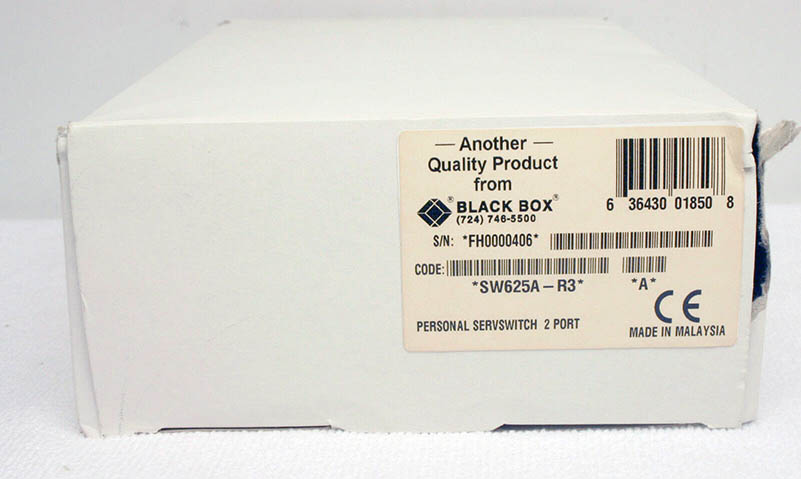 — Another —
Quality Product
from
® BLACK BOX ®
(724) 746-5500
6 36430 01850 8
S/N: *FH0000406*
CODE:
*SW625A-R3* *A*
CE
PERSONAL SERVSWITCH 2 PORT
MADE IN MALAYSIA